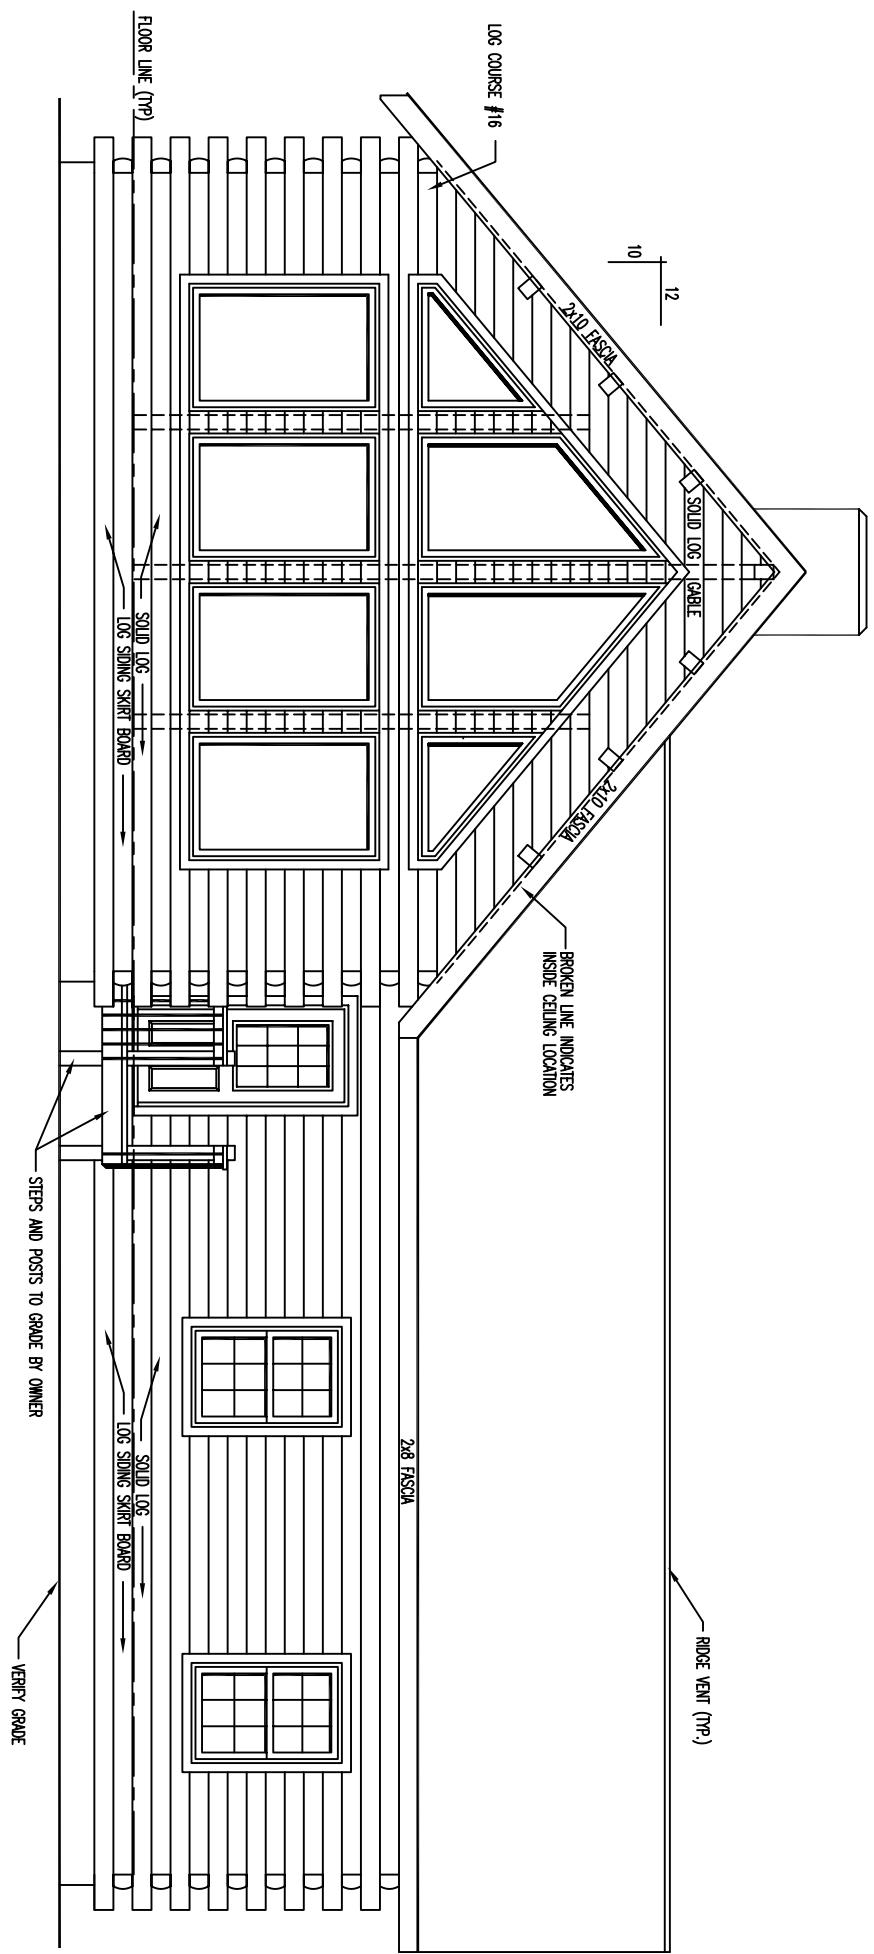 RIDGE VENT (TYP.)
12
10
SOLID LOG GABLE
2x10 FASCIA
2x10 FASCIA
BROKEN LINE INDICATES
INSIDE CEILING LOCATION
LOG COURSE #16
2x8 FASCIA
FLOOR LINE (TYP)
SOLID LOG
LOG SIDING SKIRT BOARD
SOLID LOG
LOG SIDING SKIRT BOARD
STEPS AND POSTS TO GRADE BY OWNER
VERIFY GRADE